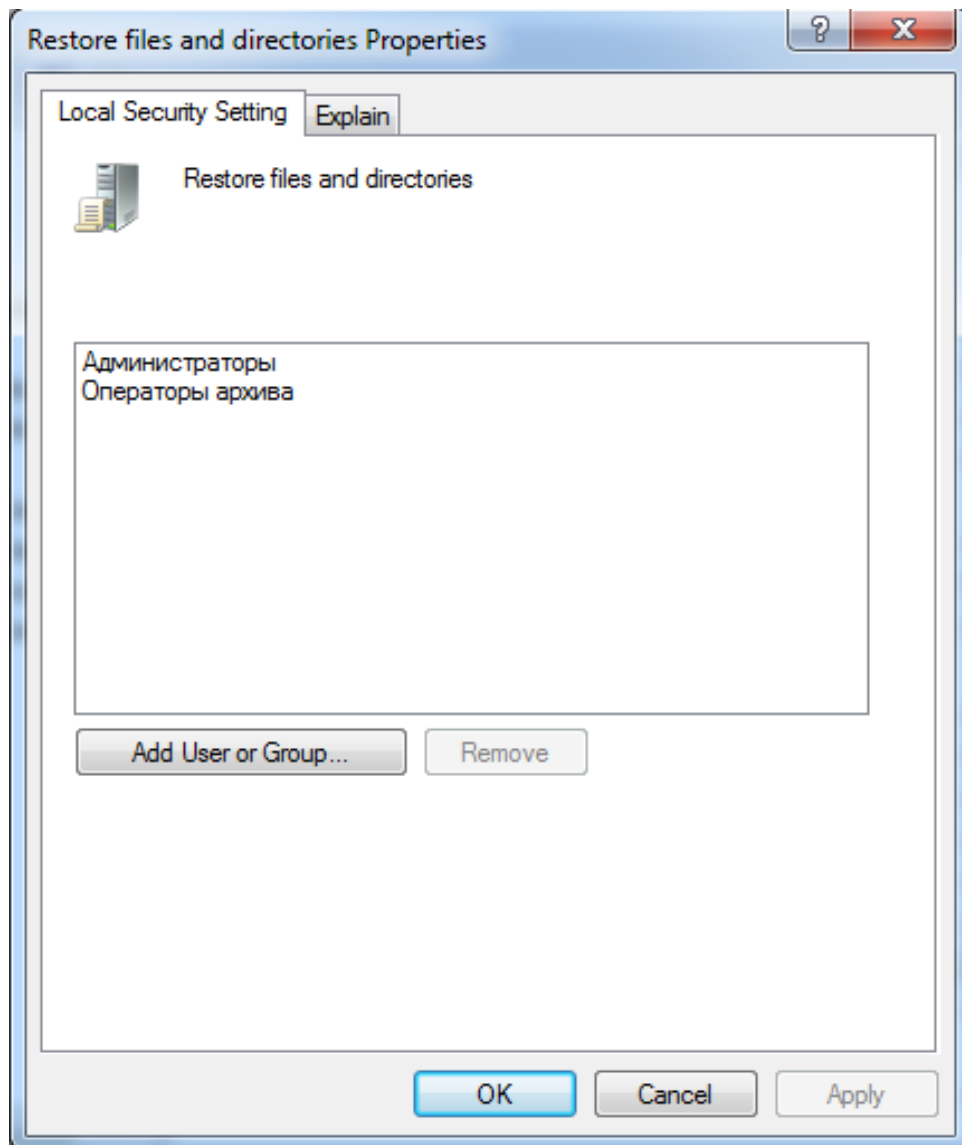 Restore files and directories Properties
Local Security Setting
Explain
Restore files and directories
Администраторы
Операторы архива
Add User or Group...
Remove
OK
Cancel
Apply